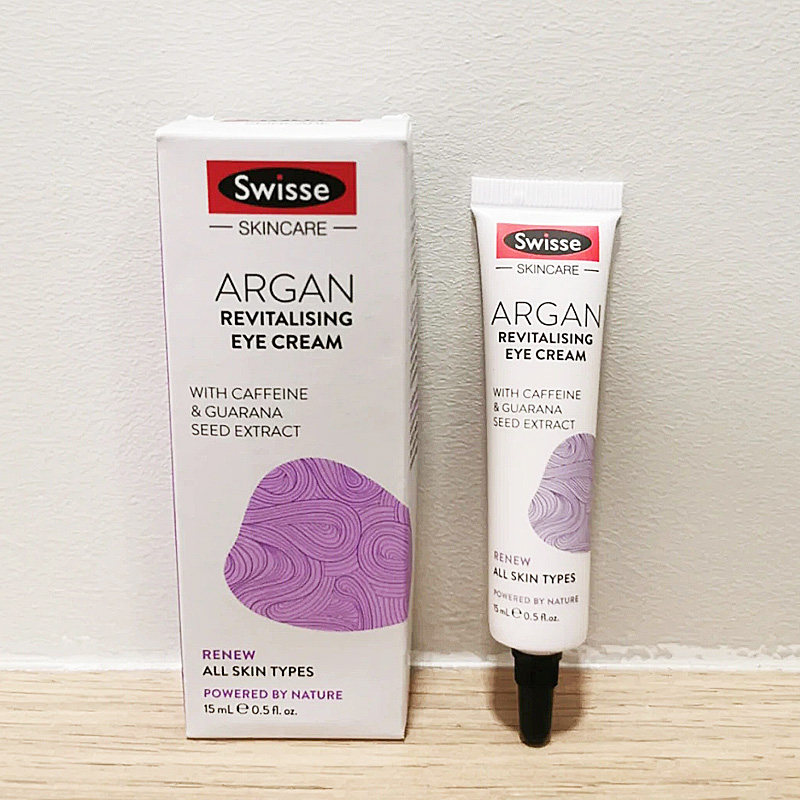 Swisse
SKINCARE
ARGAN
REVITALISING
EYE CREAM
WITH CAFFEINE
& GUARANA
SEED EXTRACT
RENEW
ALL SKIN TYPES
POWERED BY NATURE
15 mL ℮ 0.5 fl. oz.
Swisse
SKINCARE
ARGAN
REVITALISING
EYE CREAM
WITH CAFFEINE
& GUARANA
SEED EXTRACT
RENEW
ALL SKIN TYPES
POWERED BY NATURE
15 mL ℮ 0.5 fl.oz.